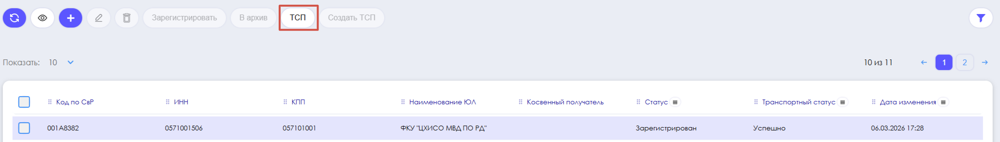 Зарегистрировать В архив ТСП Создать ТСП
Показать: 10 10 из 11 ← 1 2 →
Код по СвР ИНН КПП Наименование ЮЛ Косвенный получатель Статус Транспортный статус Дата изменения
001A8382 0571001506 057101001 ФКУ "ЦХИСО МВД ПО РД" Зарегистрирован Успешно 06.03.2026 17:28